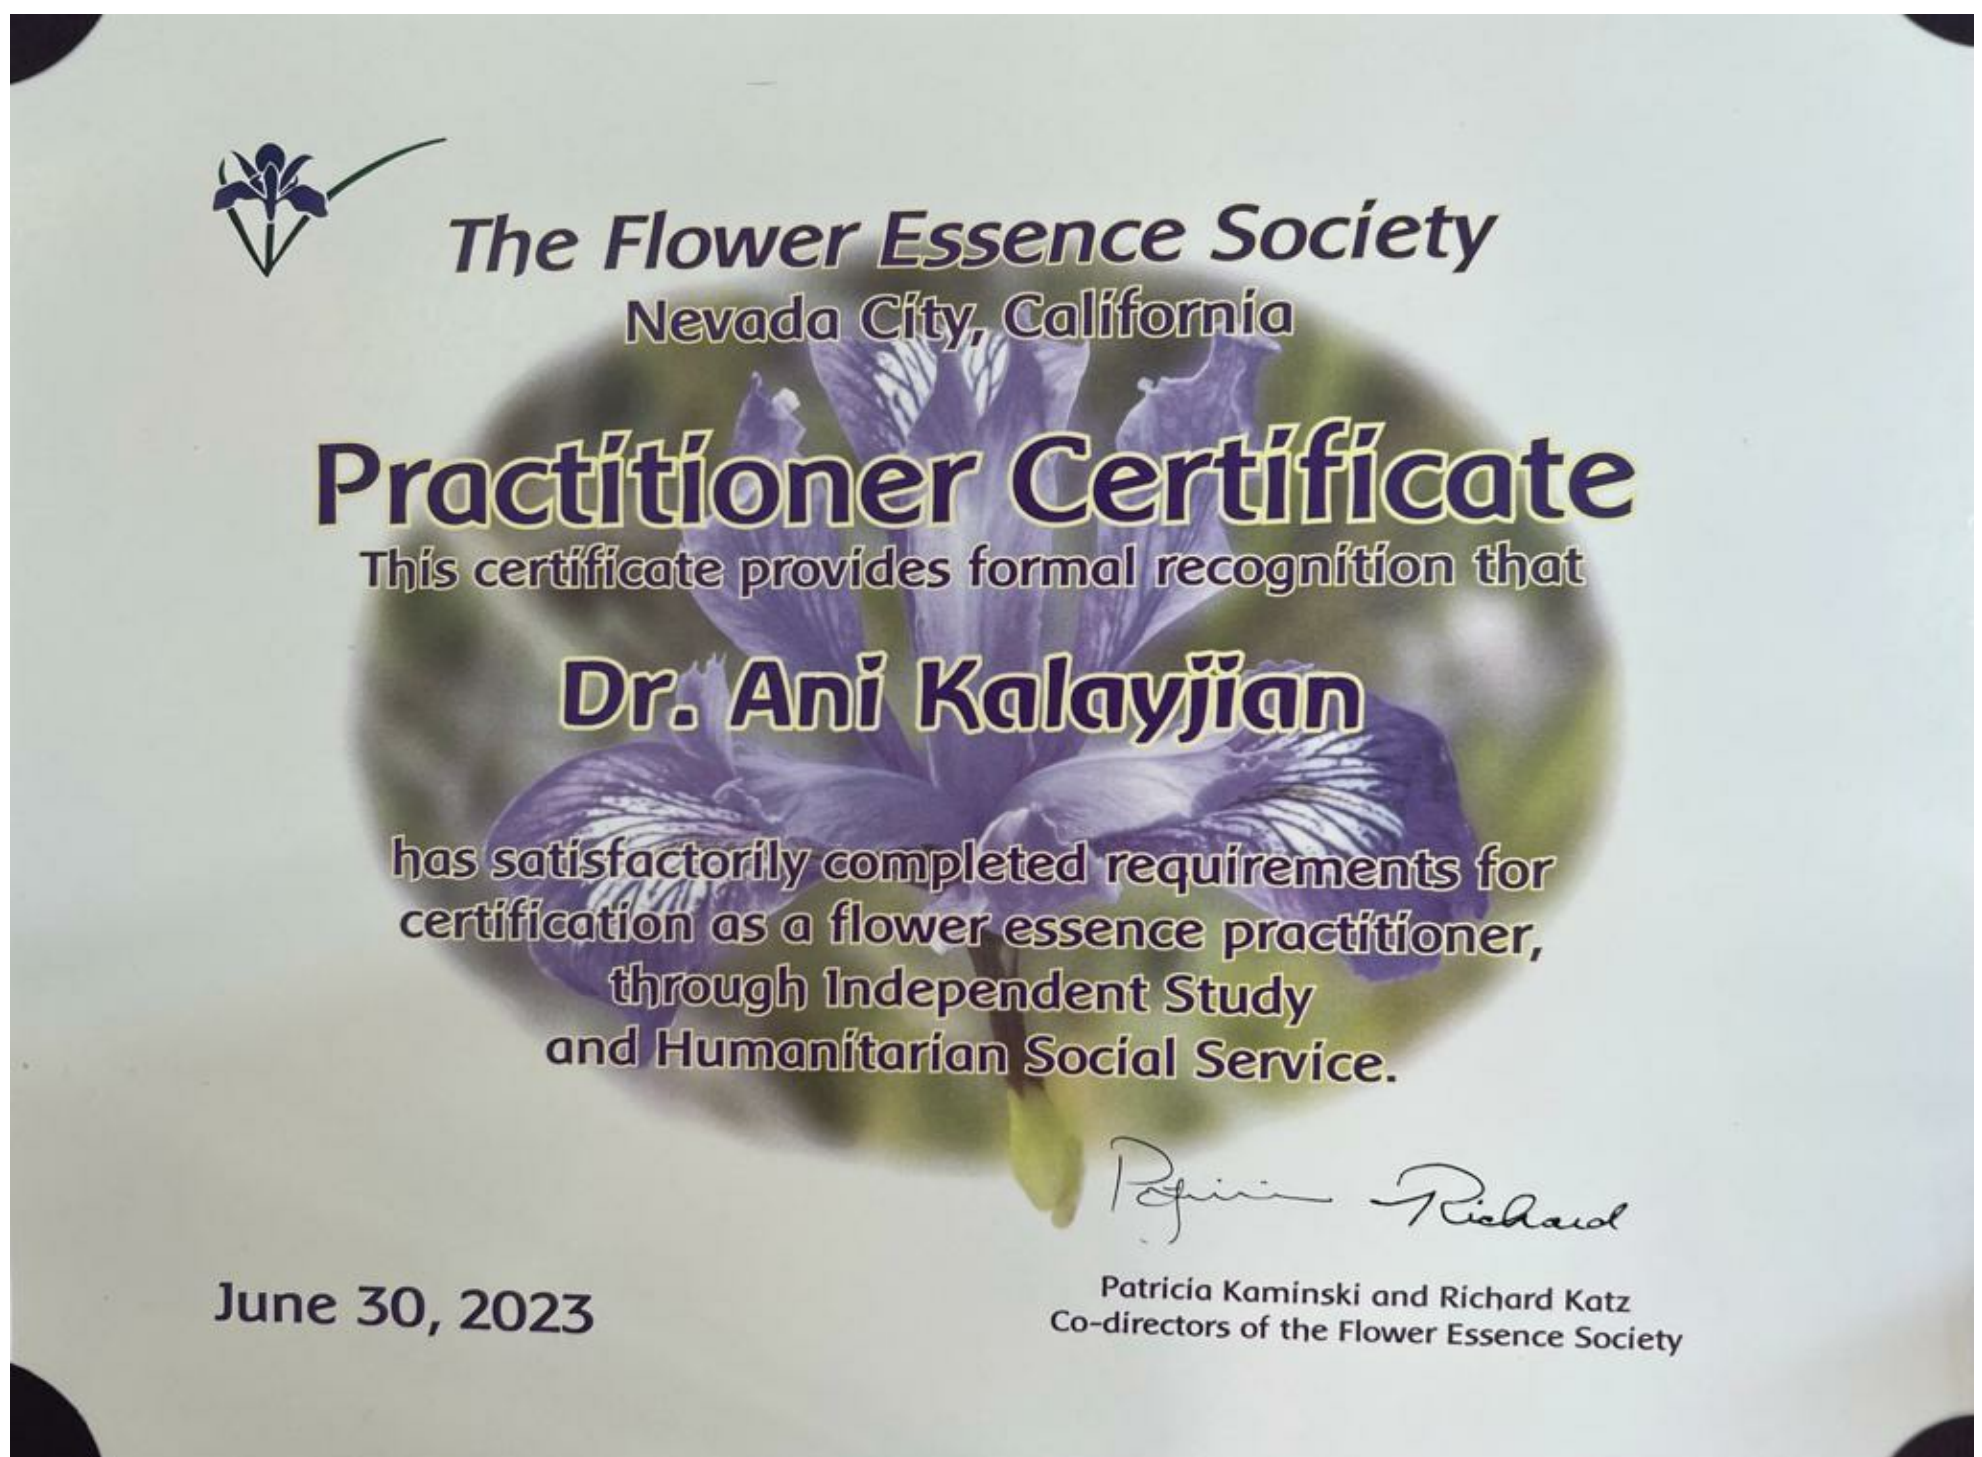 The Flower Essence Society
Nevada City, California
Practitioner Certificate
This certificate provides formal recognition that
Dr. Ani Kalayjian
has satisfactorily completed requirements for
certification as a flower essence practitioner,
through Independent Study
and Humanitarian Social Service.
Patricia Richard
June 30, 2023
Patricia Kaminski and Richard Katz
Co-directors of the Flower Essence Society